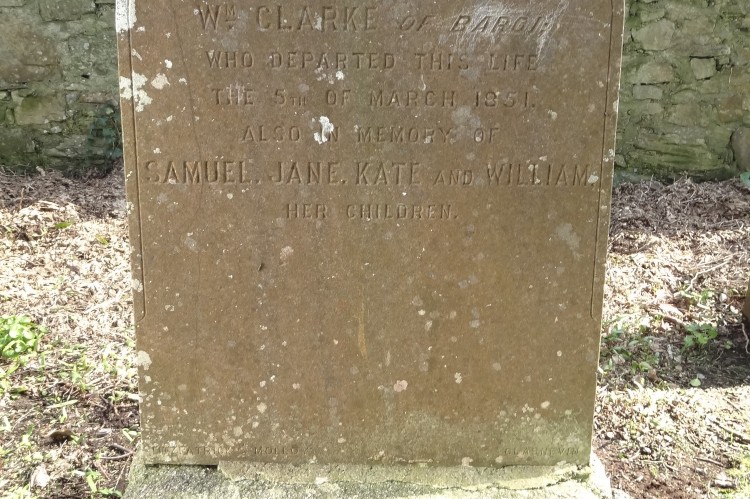 Wᴹ CLARKE OF
WHO DEPARTED THIS LIFE
THE 5TH OF MARCH 1851.
ALSO IN MEMORY OF
SAMUEL, JANE, KATE AND WILLIAM,
HER CHILDREN.